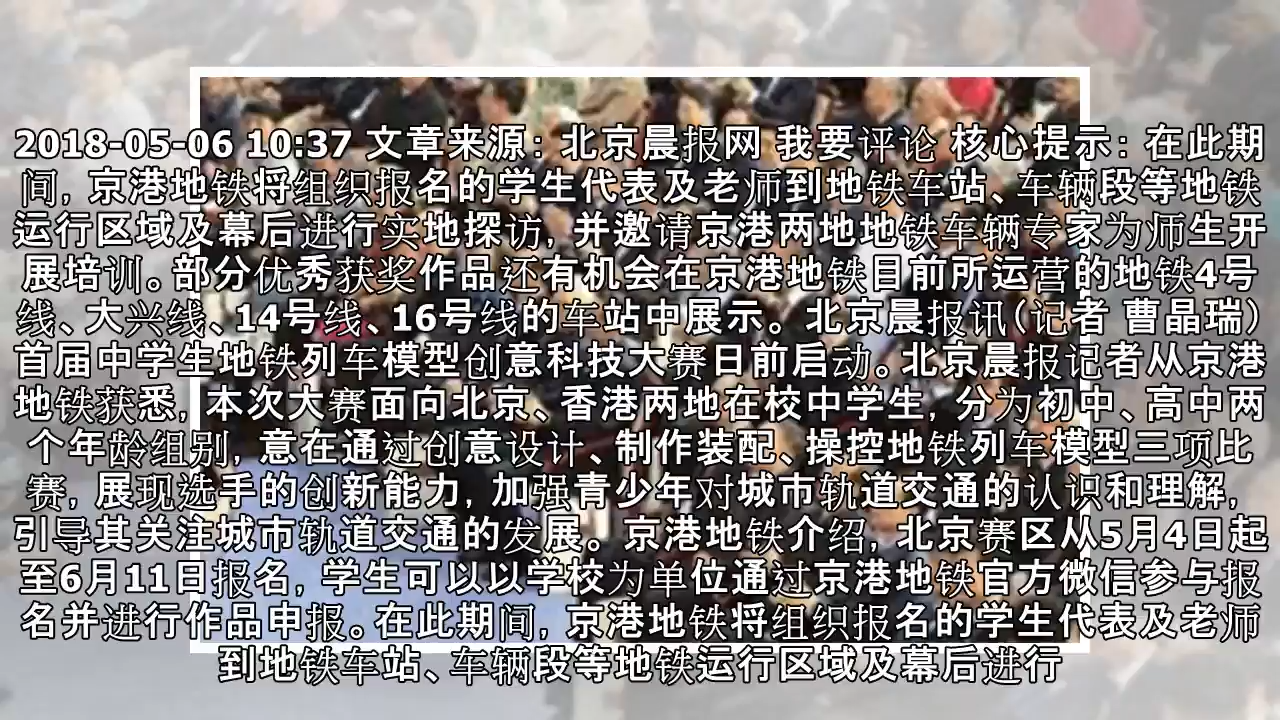 2018-05-06 10:37 文章来源：北京晨报网 我要评论 核心提示：在此期
间，京港地铁将组织报名的学生代表及老师到地铁车站、车辆段等地铁
运行区域及幕后进行实地探访，并邀请京港两地地铁车辆专家为师生开
展培训。部分优秀获奖作品还有机会在京港地铁目前所运营的地铁4号
线、大兴线、14号线、16号线的车站中展示。北京晨报讯（记者 曹晶瑞）
首届中学生地铁列车模型创意科技大赛日前启动。北京晨报记者从京港
地铁获悉，本次大赛面向北京、香港两地在校中学生，分为初中、高中两
个年龄组别，意在通过创意设计、制作装配、操控地铁列车模型三项比
赛，展现选手的创新能力，加强青少年对城市轨道交通的认识和理解，
引导其关注城市轨道交通的发展。京港地铁介绍，北京赛区从5月4日起
至6月11日报名，学生可以以学校为单位通过京港地铁官方微信参与报
名并进行作品申报。在此期间，京港地铁将组织报名的学生代表及老师
到地铁车站、车辆段等地铁运行区域及幕后进行